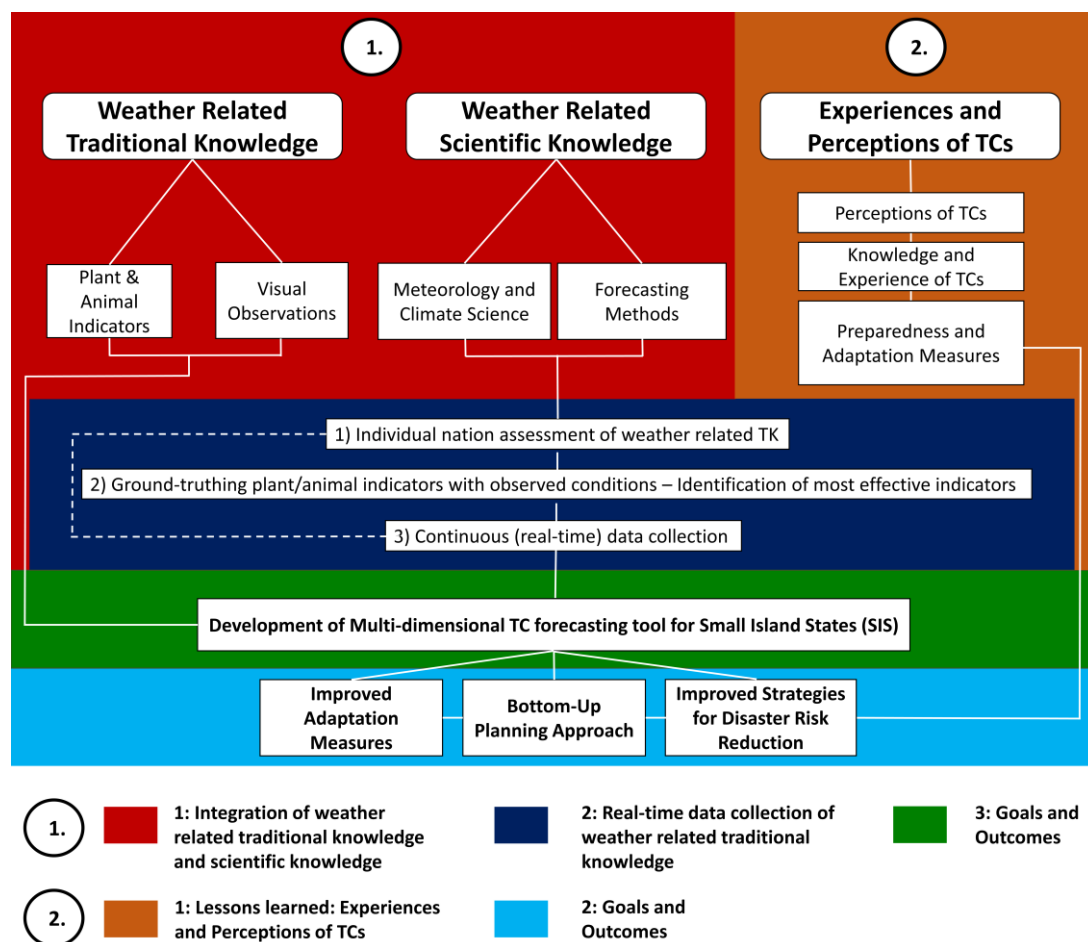 1.
2.
Weather Related
Traditional Knowledge
Weather Related
Scientific Knowledge
Experiences and
Perceptions of TCs
Perceptions of TCs
Knowledge and
Experience of TCs
Preparedness and
Adaptation Measures
Plant &
Animal
Indicators
Visual
Observations
Meteorology and
Climate Science
Forecasting
Methods
1) Individual nation assessment of weather related TK
2) Ground-truthing plant/animal indicators with observed conditions – Identification of most effective indicators
3) Continuous (real-time) data collection
Development of Multi-dimensional TC forecasting tool for Small Island States (SIS)
Improved
Adaptation
Measures
Bottom-Up
Planning Approach
Improved Strategies
for Disaster Risk
Reduction
1.
1: Integration of weather
related traditional knowledge
and scientific knowledge
2: Real-time data collection of
weather related traditional
knowledge
3: Goals and
Outcomes
2.
1: Lessons learned: Experiences
and Perceptions of TCs
2: Goals and
Outcomes